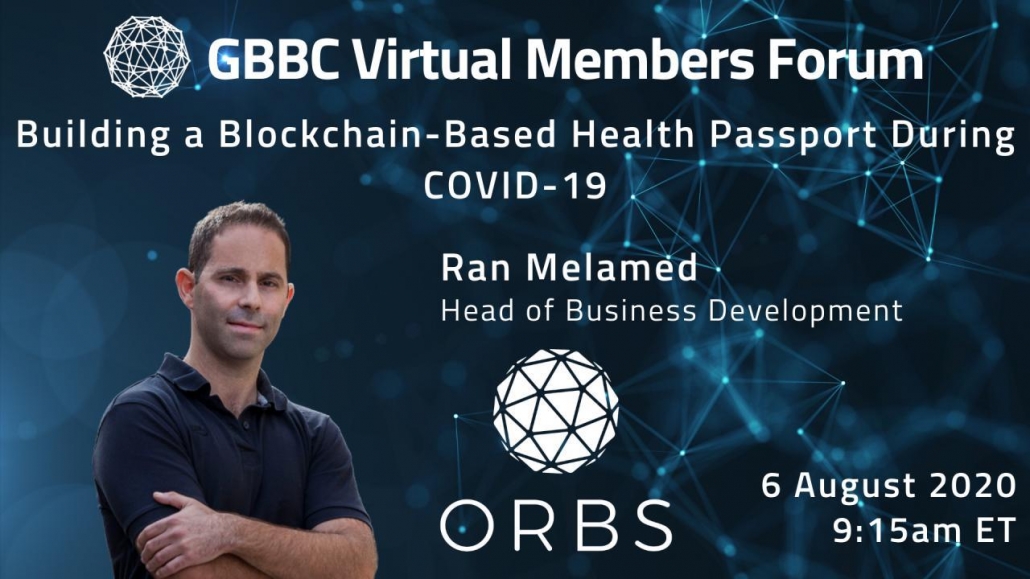 GBBC Virtual Members Forum
Building a Blockchain-Based Health Passport During
COVID-19
Ran Melamed
Head of Business Development
ORBS
6 August 2020
9:15am ET